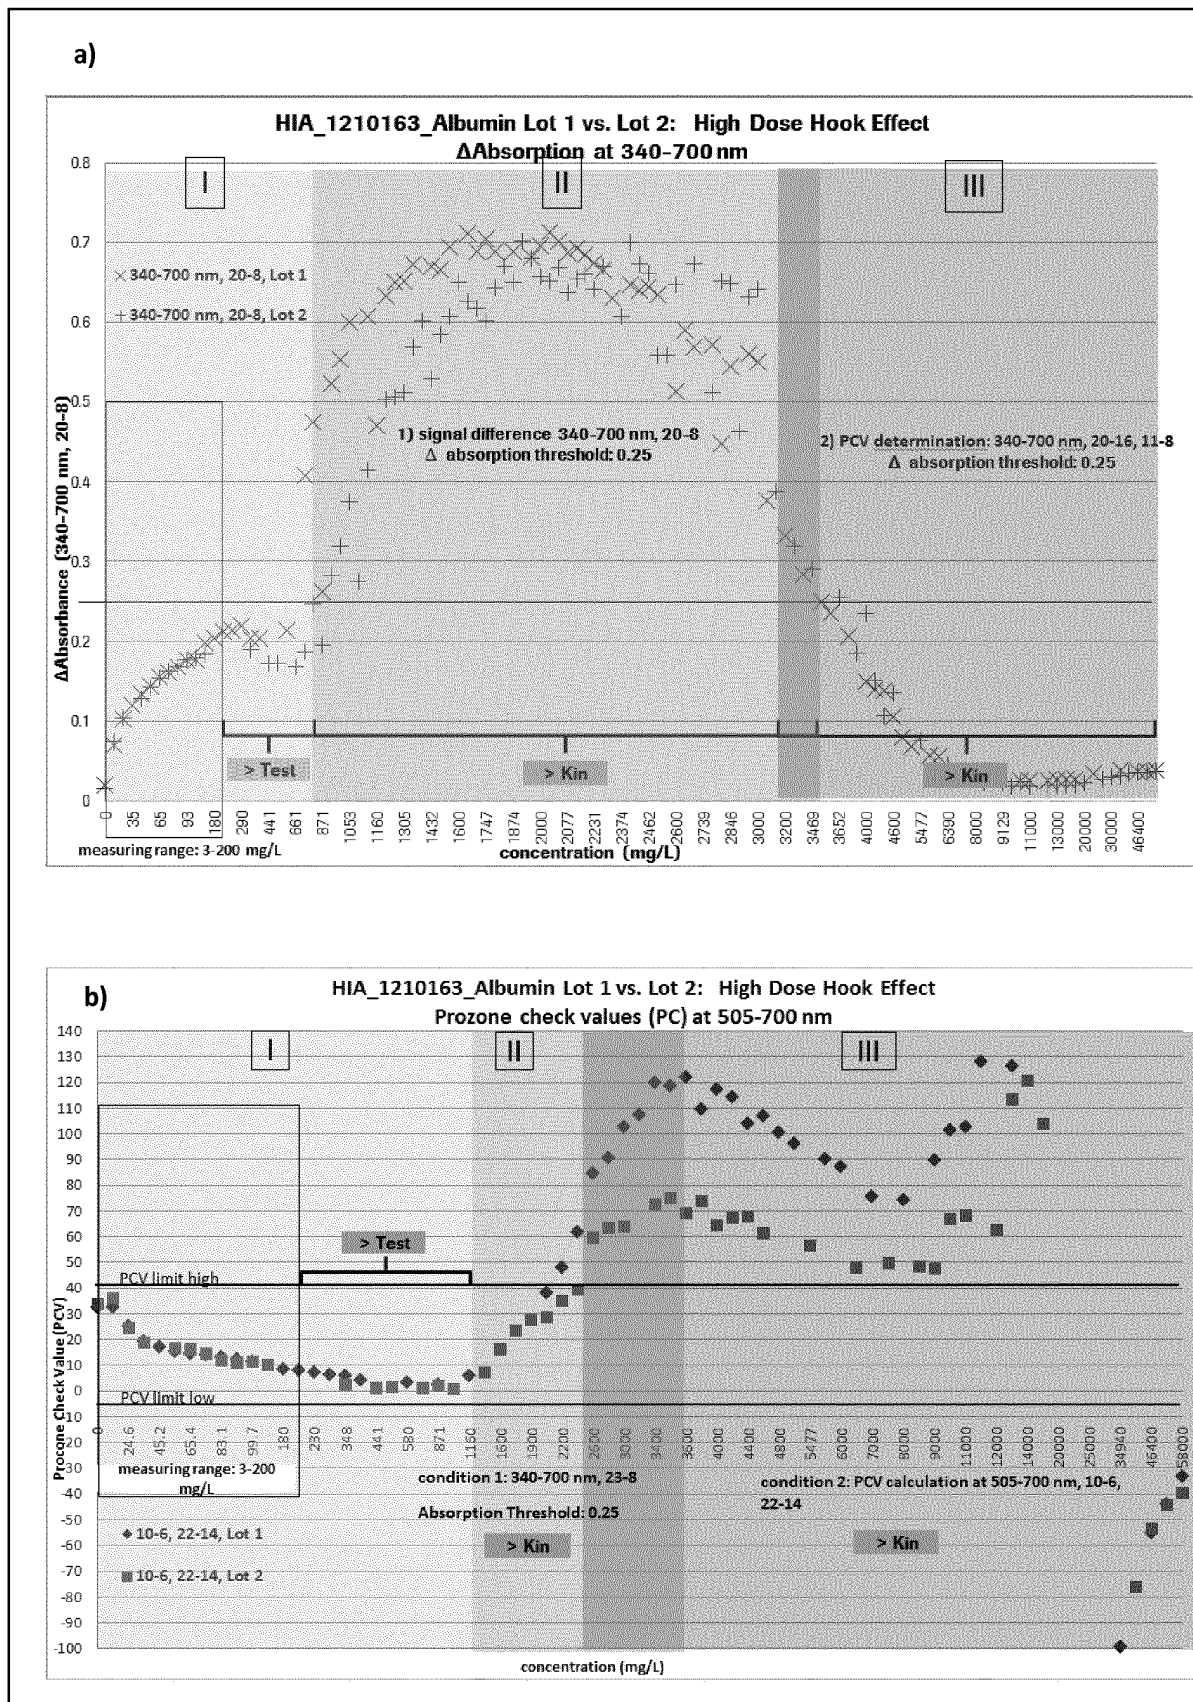 a)
HIA_1210163_Albumin Lot 1 vs. Lot 2: High Dose Hook Effect
ΔAbsorption at 340-700 nm
0.8
0.7
0.6
0.5
0.4
0.3
0.2
0.1
0
ΔAbsorbance (340-700 nm, 20-8)
I
II
III
× 340-700 nm, 20-8, Lot 1
+ 340-700 nm, 20-8, Lot 2
1) signal difference 340-700 nm, 20-8
Δ absorption threshold: 0.25
2) PCV determination: 340-700 nm, 20-16, 11-8
Δ absorption threshold: 0.25
> Test
> Kin
> Kin
0 35 65 93 180 290 441 661 871 1053 1160 1305 1432 1600 1747 1874 2000 2077 2231 2374 2462 2600 2739 2846 3000 3200 3469 3652 4000 4600 5477 6390 8000 9129 11000 13000 20000 30000 46400
measuring range: 3-200 mg/L
concentration (mg/L)
b)
HIA_1210163_Albumin Lot 1 vs. Lot 2: High Dose Hook Effect
Prozone check values (PC) at 505-700 nm
140
130
120
110
100
90
80
70
60
50
40
30
20
10
0
-10
-20
-30
-40
-50
-60
-70
-80
-90
-100
Procone Check Value (PCV)
I
II
III
> Test
PCV limit high
PCV limit low
0 24.6 45.2 65.4 83.1 99.7 180 230 348 441 580 871 1160 1600 1900 2200 2600 3000 3400 3600 4000 4400 4800 5477 6000 7000 8000 9000 11000 12000 14000 20000 25000 34940 46400 58000
measuring range: 3-200
mg/L
condition 1: 340-700 nm, 23-8
Absorption Threshold: 0.25
condition 2: PCV calculation at 505-700 nm, 10-6,
22-14
> Kin
> Kin
10-6, 22-14, Lot 1
10-6, 22-14, Lot 2
concentration (mg/L)